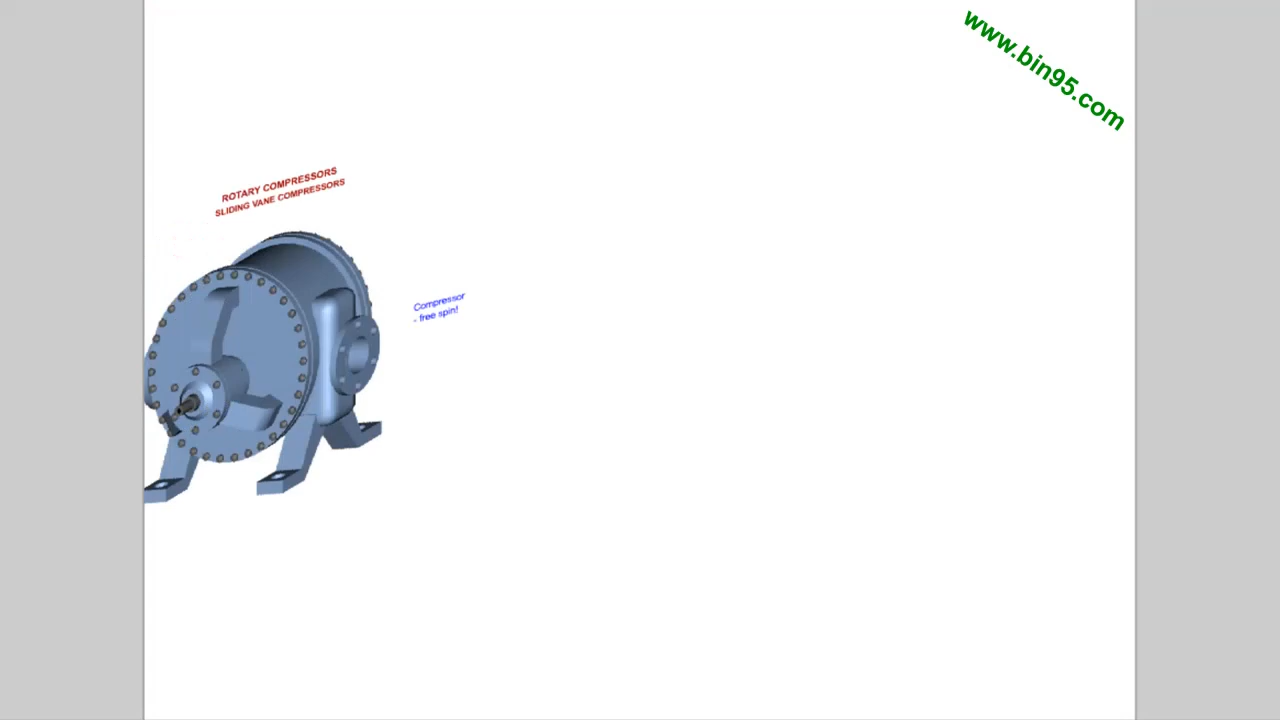 www.bin95.com
ROTARY COMPRESSORS
SLIDING VANE COMPRESSORS
Compressor
- free spin!